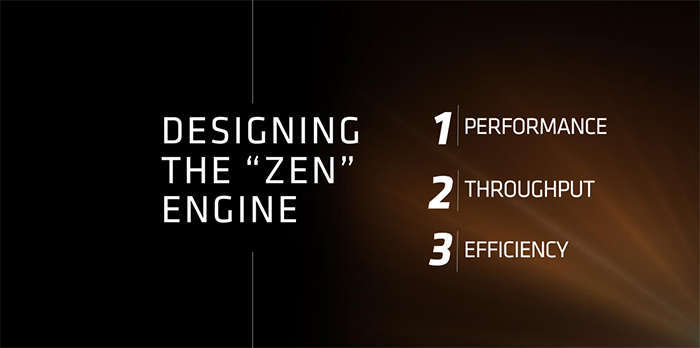 DESIGNING
THE “ZEN”
ENGINE
1 PERFORMANCE
2 THROUGHPUT
3 EFFICIENCY